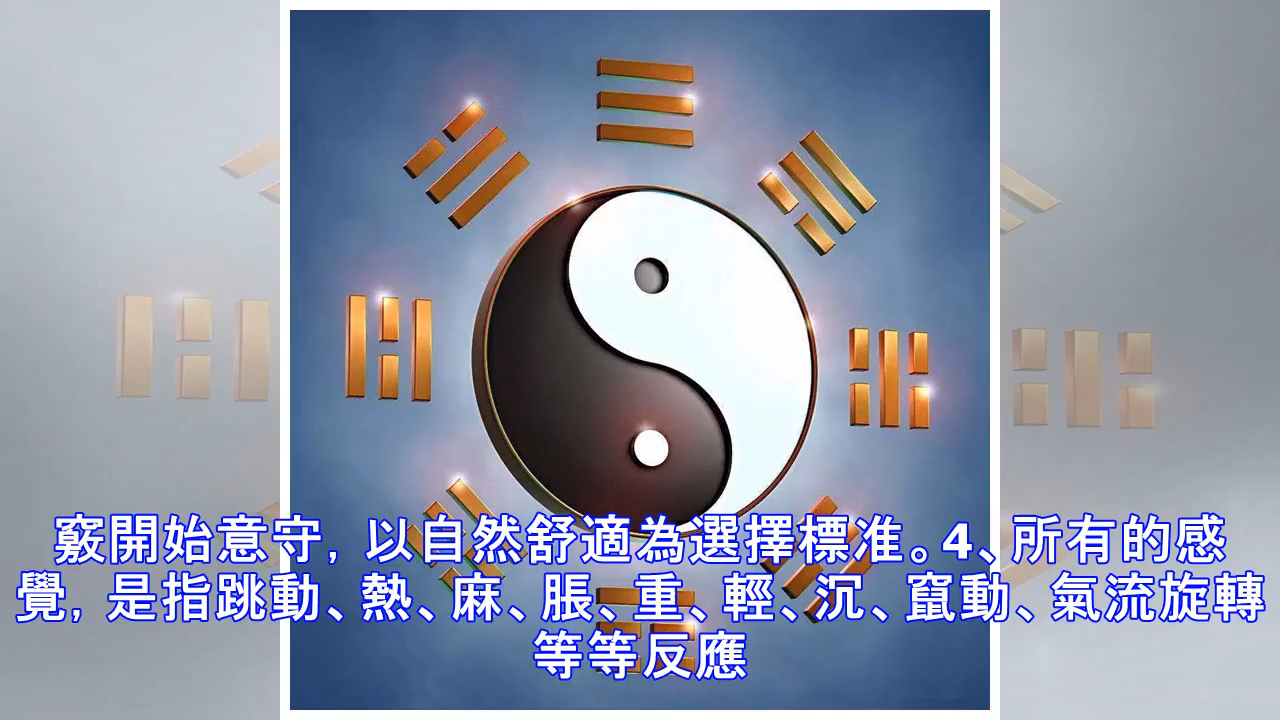 竅開始意守，以自然舒適為選擇標准。4、所有的感
覺，是指跳動、熱、麻、脹、重、輕、沉、竄動、氣流旋轉
等等反應